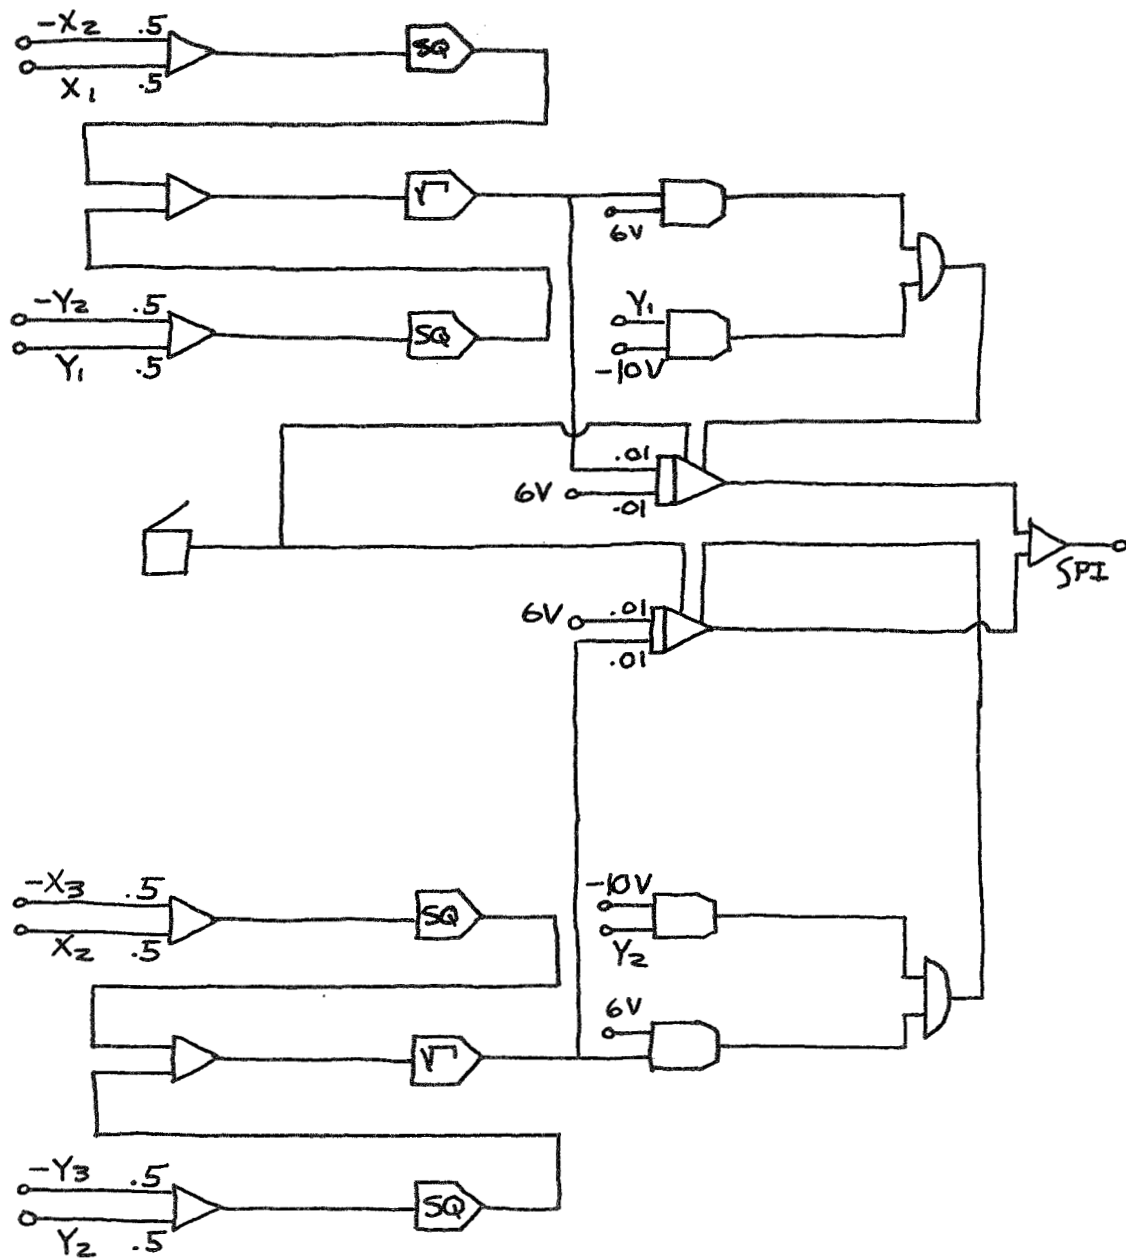 -X2 .5
SQ
X1 .5
√
6V
-Y2 .5
Y1
SQ
Y1 .5
-10V
.01
6V
.01
∫PI
6V .01
.01
-X3 .5
-10V
SQ
X2 .5
Y2
6V
√
-Y3 .5
SQ
Y2 .5